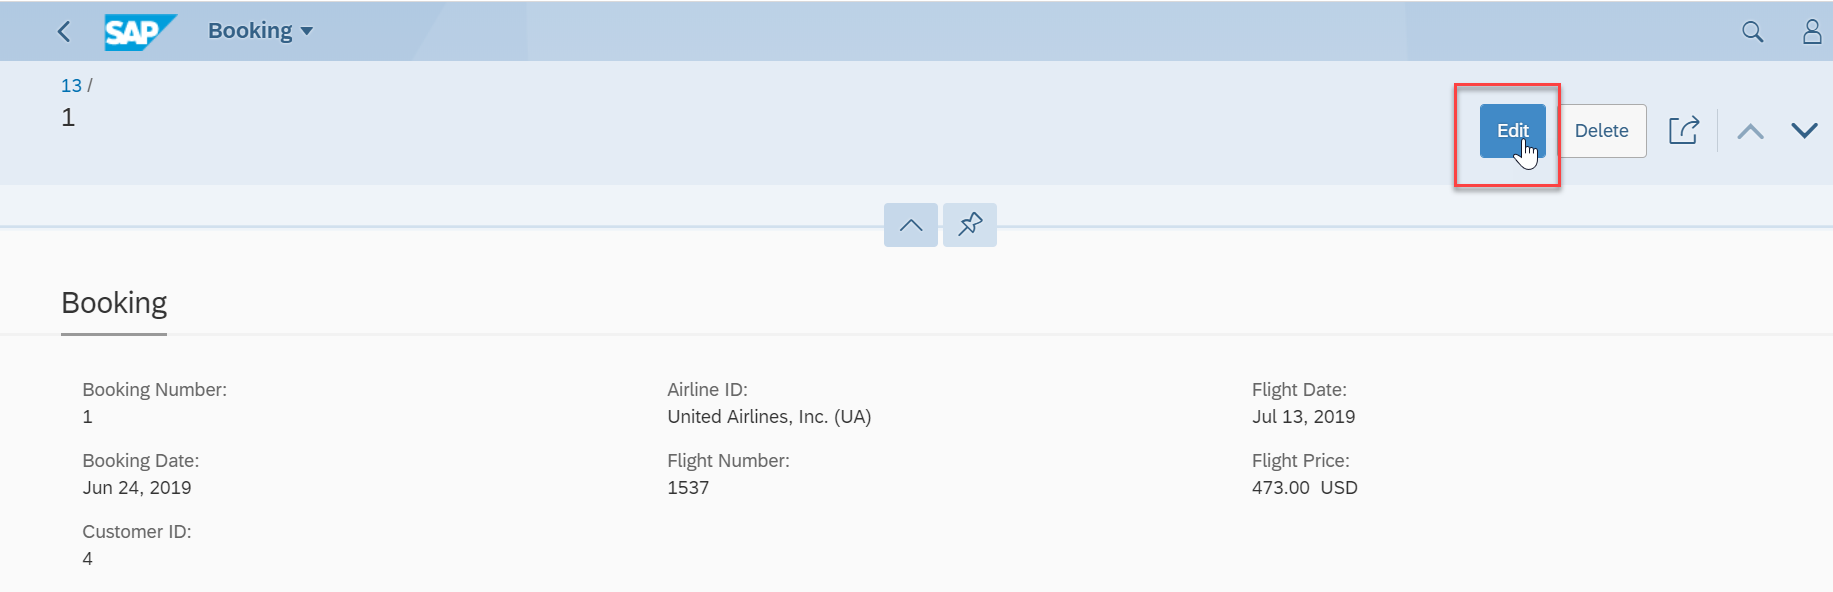 SAP Booking
13 /
1
Edit Delete
Booking
Booking Number:
1
Booking Date:
Jun 24, 2019
Customer ID:
4
Airline ID:
United Airlines, Inc. (UA)
Flight Number:
1537
Flight Date:
Jul 13, 2019
Flight Price:
473.00 USD